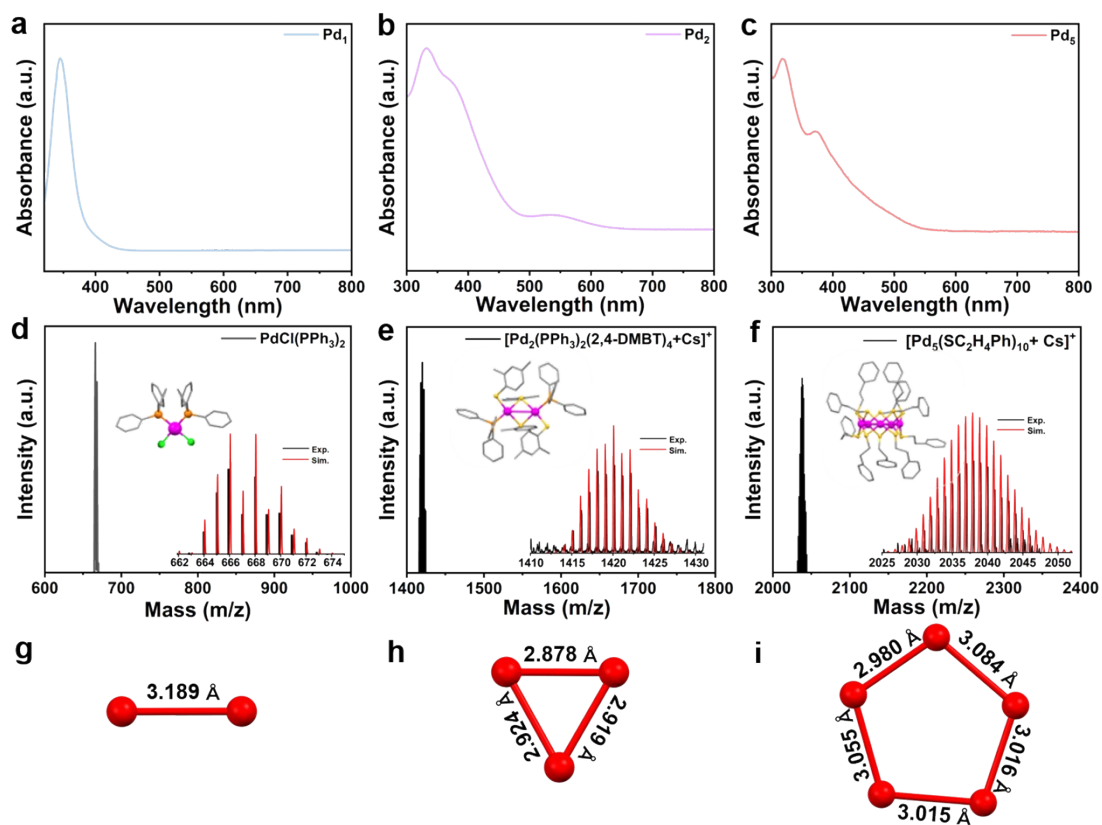 a
Pd1
Absorbance (a.u.)
400 500 600 700 800
Wavelength (nm)
b
Pd2
Absorbance (a.u.)
300 400 500 600 700 800
Wavelength (nm)
c
Pd5
Absorbance (a.u.)
300 400 500 600 700 800
Wavelength (nm)
d
PdCl(PPh3)2
Intensity (a.u.)
Exp.
Sim.
662 664 666 668 670 672 674
600 700 800 900 1000
Mass (m/z)
e
[Pd2(PPh3)2(2,4-DMBT)4+Cs]+
Intensity (a.u.)
Exp.
Sim.
1410 1415 1420 1425 1430
1400 1500 1600 1700 1800
Mass (m/z)
f
[Pd5(SC2H4Ph)10+ Cs]+
Intensity (a.u.)
Exp.
Sim.
2025 2030 2035 2040 2045 2050
2000 2100 2200 2300 2400
Mass (m/z)
g
3.189 Å
h
2.878 Å
2.924 Å
2.919 Å
i
2.980 Å
3.084 Å
3.055 Å
3.016 Å
3.015 Å